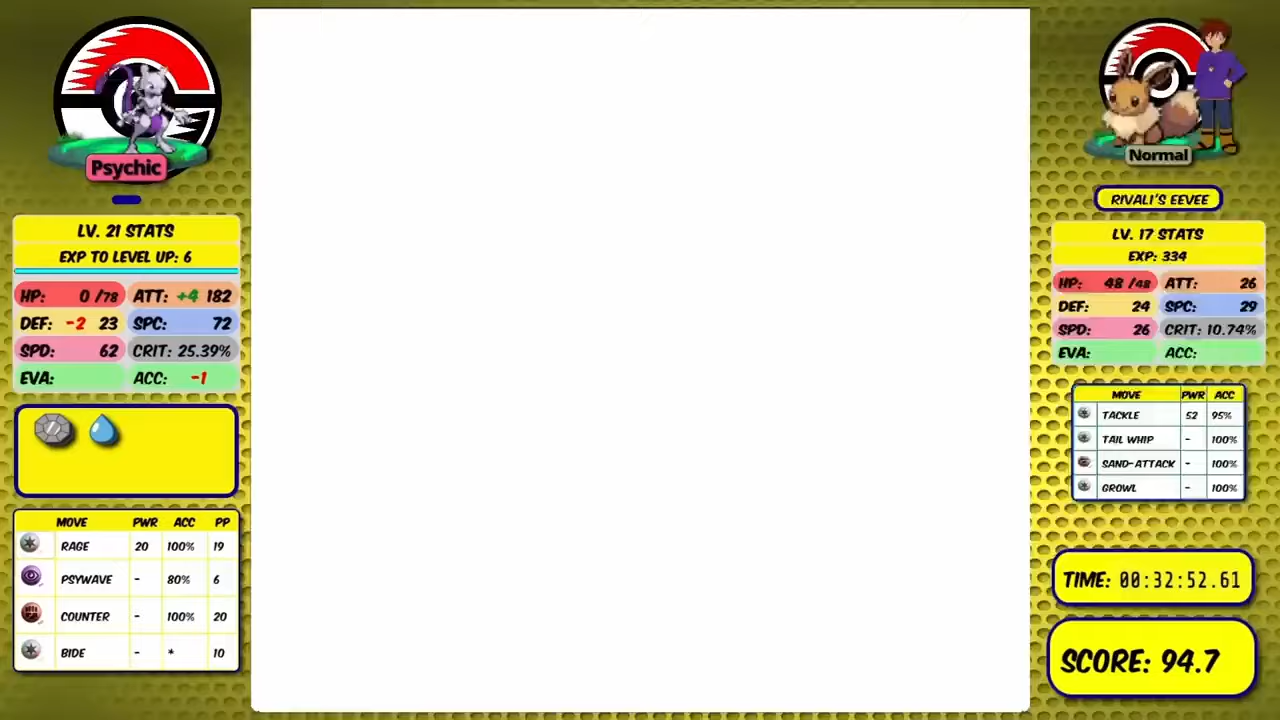 Psychic
LV. 21 STATS
EXP TO LEVEL UP: 6
HP: 0 /78 ATT: +4 182
DEF: -2 23 SPC: 72
SPD: 62 CRIT: 25.39%
EVA: ACC: -1
MOVE PWR ACC PP
RAGE 20 100% 19
PSYWAVE - 80% 6
COUNTER - 100% 20
BIDE - * 10
Normal
RIVAL1'S EEVEE
LV. 17 STATS
EXP: 334
HP: 48 /48 ATT: 26
DEF: 24 SPC: 29
SPD: 26 CRIT: 10.74%
EVA: ACC:
MOVE PWR ACC
TACKLE 52 95%
TAIL WHIP - 100%
SAND-ATTACK - 100%
GROWL - 100%
TIME: 00:32:52.61
SCORE: 94.7